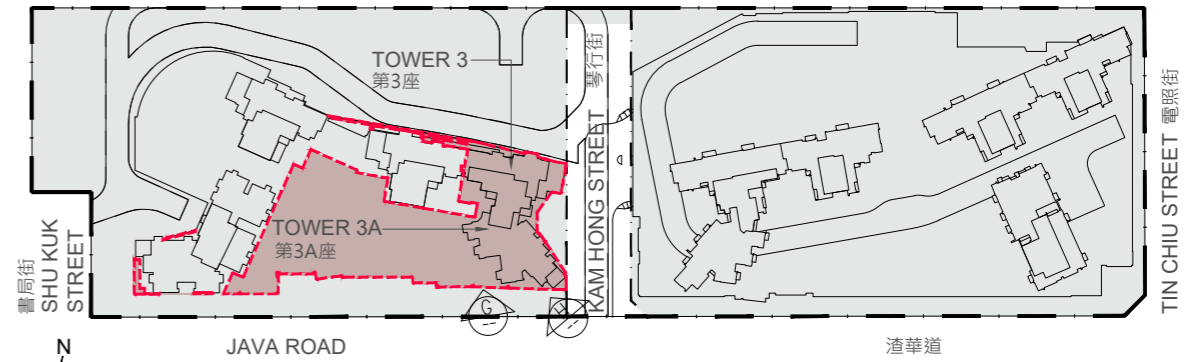 TOWER 3
第3座
琴行街
KAM HONG STREET
TOWER 3A
第3A座
書局街
SHU KUK
STREET
電照街
TIN CHIU STREET
G
H
N
JAVA ROAD
渣華道